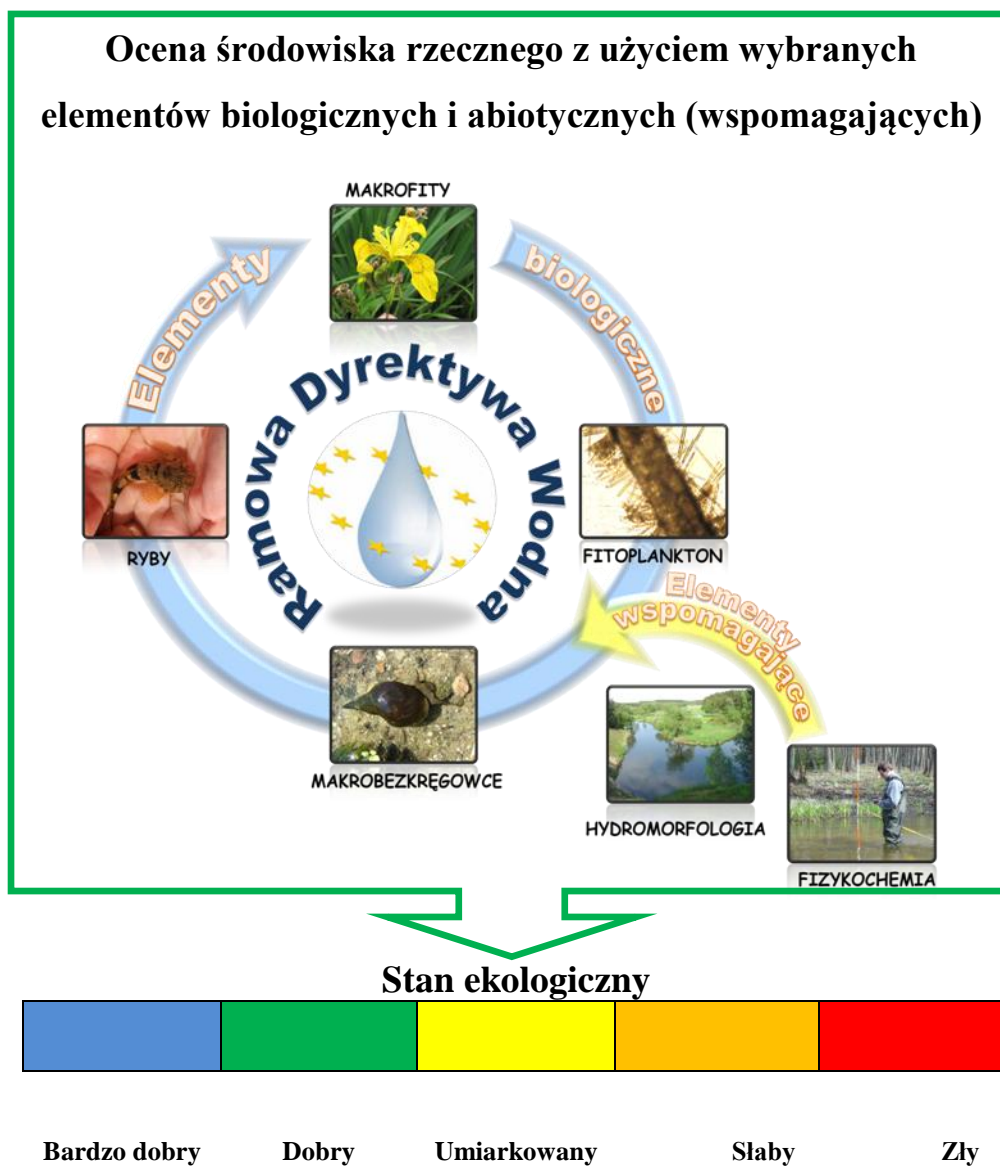 Ocena środowiska rzecznego z użyciem wybranych
elementów biologicznych i abiotycznych (wspomagających)
MAKROFITY
Elementy
biologiczne
Ramowa Dyrektywa Wodna
RYBY
FITOPLANKTON
Elementy
wspomagające
MAKROBEZKRĘGOWCE
HYDROMORFOLOGIA
FIZYKOCHEMIA
Stan ekologiczny
Bardzo dobry Dobry Umiarkowany Słaby Zły